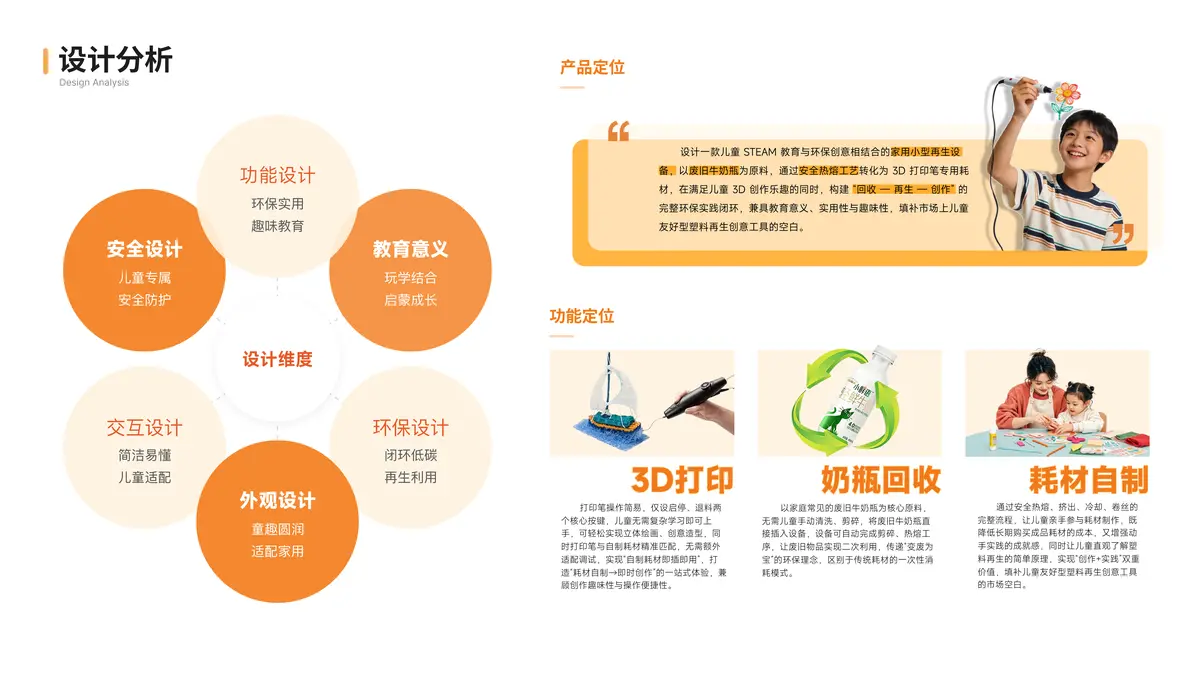 设计分析
Design Analysis
功能设计
环保实用
趣味教育
安全设计
儿童专属
安全防护
教育意义
玩学结合
启蒙成长
设计维度
交互设计
简洁易懂
儿童适配
环保设计
闭环低碳
再生利用
外观设计
童趣圆润
适配家用
产品定位
“
设计一款儿童 STEAM 教育与环保创意相结合的家用小型再生设
备，以废旧牛奶瓶为原料，通过安全热熔工艺转化为 3D 打印笔专用耗
材，在满足儿童 3D 创作乐趣的同时，构建 “回收 — 再生 — 创作” 的
完整环保实践闭环，兼具教育意义、实用性与趣味性，填补市场上儿童
友好型塑料再生创意工具的空白。
”
功能定位
3D打印
打印笔操作简易，仅设启停、退料两
个核心按键，儿童无需复杂学习即可上
手，可轻松实现立体绘画、创意造型，同
时打印笔与自制耗材精准匹配，无需额外
适配调试，实现“自制耗材即插即用”，打
造“耗材自制→即时创作”的一站式体验，兼
顾创作趣味性与操作便捷性。
小鲜语
奶瓶回收
以家庭常见的废旧牛奶瓶为核心原料，
无需儿童手动清洗、剪碎，将废旧牛奶瓶直
接插入设备，设备可自动完成剪碎、热熔工
序，让废旧物品实现二次利用，传递“变废为
宝”的环保理念，区别于传统耗材的一次性消
耗模式。
耗材自制
通过安全热熔、挤出、冷却、卷丝的
完整流程，让儿童亲手参与耗材制作，既
降低长期购买成品耗材的成本，又增强动
手实践的成就感，同时让儿童直观了解塑
料再生的简单原理，实现“创作+实践”双重
价值，填补儿童友好型塑料再生创意工具
的市场空白。